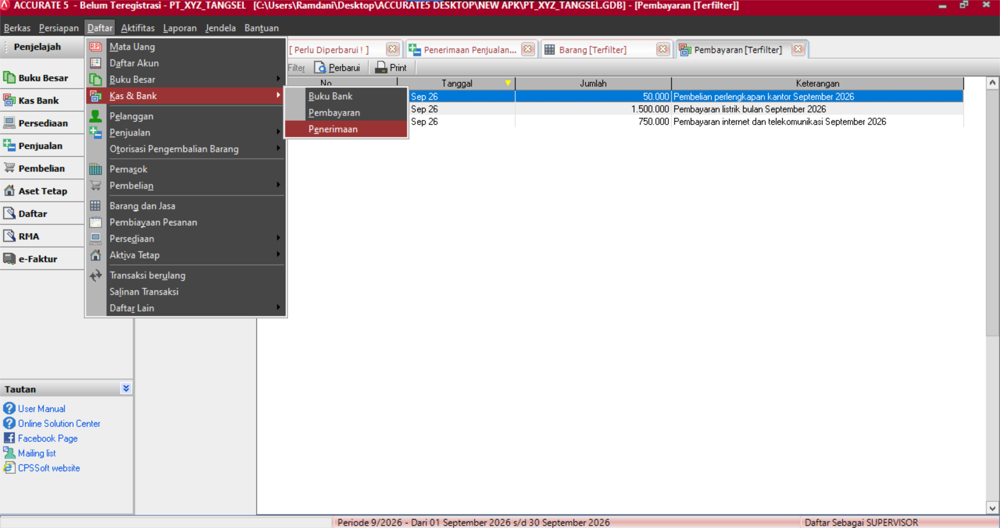 ACCURATE 5 - Belum Teregistrasi - PT_XYZ_TANGSEL [C:\Users\Ramdani\Desktop\ACCURATE5 DESKTOP\NEW APK\PT_XYZ_TANGSEL.GDB] - [Pembayaran [Terfilter]]
Berkas Persiapan Daftar Aktifitas Laporan Jendela Bantuan
Penjelajah
Buku Besar
Kas Bank
Persediaan
Penjualan
Pembelian
Aset Tetap
Daftar
RMA
e-Faktur
RP
Mata Uang
Daftar Akun
Buku Besar
Kas & Bank
Pelanggan
Penjualan
Otorisasi Pengembalian Barang
Pemasok
Pembelian
Barang dan Jasa
Pembiayaan Pesanan
Persediaan
Aktiva Tetap
Transaksi berulang
Salinan Transaksi
Daftar Lain
Buku Bank
Pembayaran
Penerimaan
[ Perlu Diperbarui ! ] Penerimaan Penjualan... Barang [Terfilter] Pembayaran [Terfilter]
Filter Perbarui Print
No Tanggal Jumlah Keterangan
Sep 26 50.000 Pembelian perlengkapan kantor September 2026
Sep 26 1.500.000 Pembayaran listrik bulan September 2026
Sep 26 750.000 Pembayaran internet dan telekomunikasi September 2026
Tautan
User Manual
Online Solution Center
Facebook Page
Mailing list
CPSSoft website
Periode 9/2026 - Dari 01 September 2026 s/d 30 September 2026 Daftar Sebagai SUPERVISOR